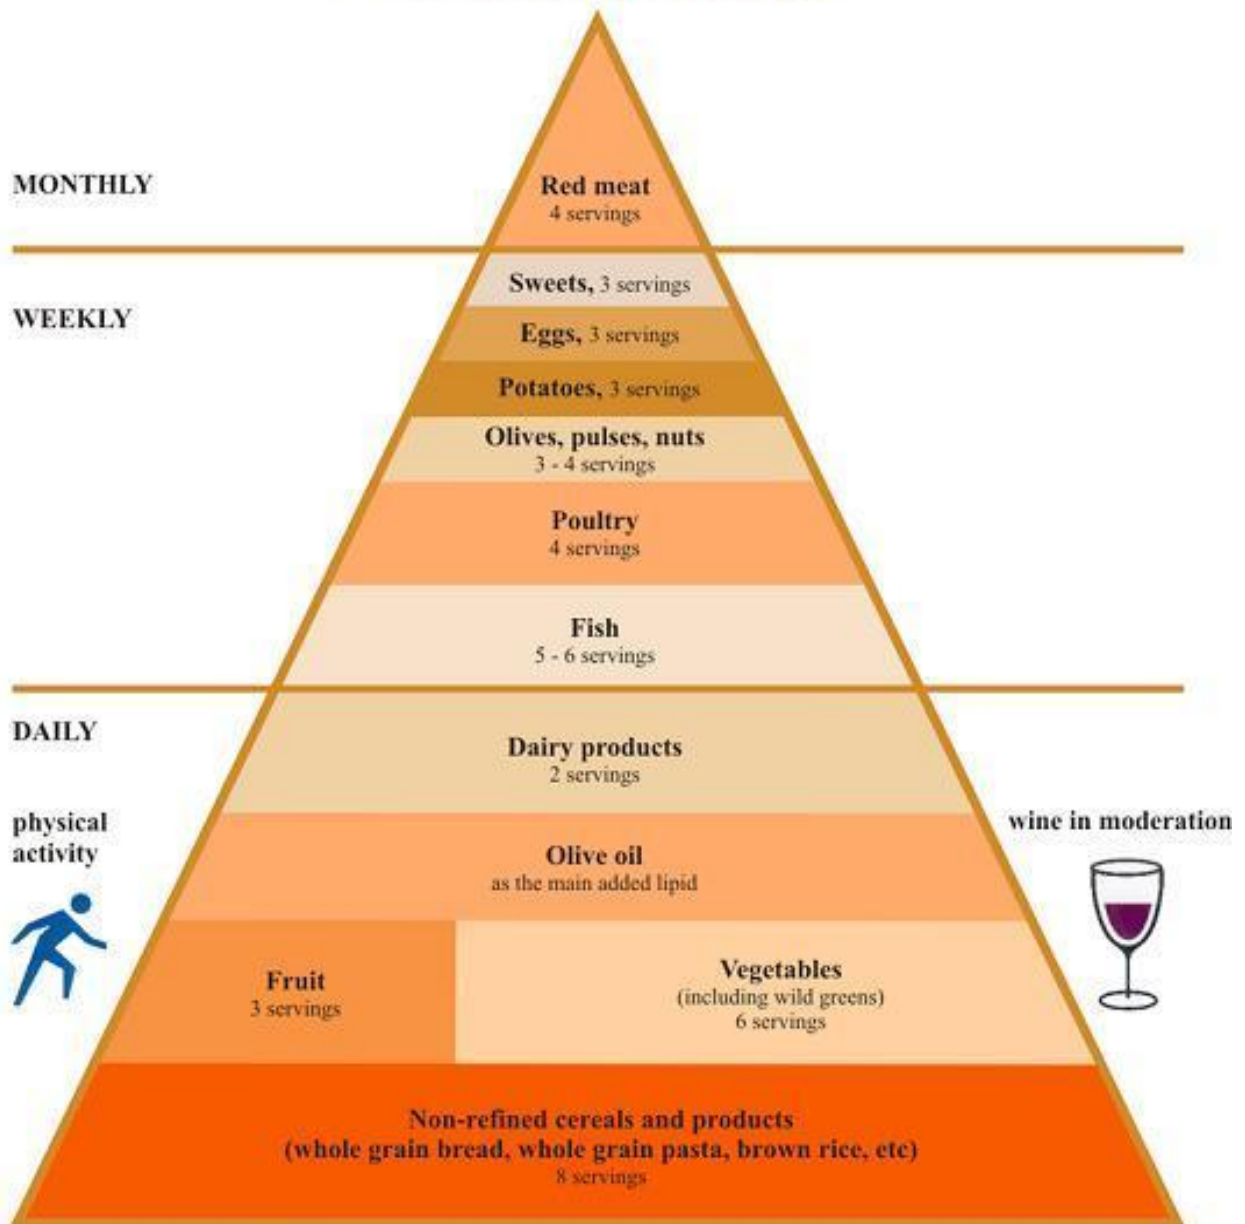 MONTHLY
Red meat
4 servings
WEEKLY
Sweets, 3 servings
Eggs, 3 servings
Potatoes, 3 servings
Olives, pulses, nuts
3 - 4 servings
Poultry
4 servings
Fish
5 - 6 servings
DAILY
Dairy products
2 servings
physical
activity
wine in moderation
Olive oil
as the main added lipid
Fruit
3 servings
Vegetables
(including wild greens)
6 servings
Non-refined cereals and products
(whole grain bread, whole grain pasta, brown rice, etc)
8 servings